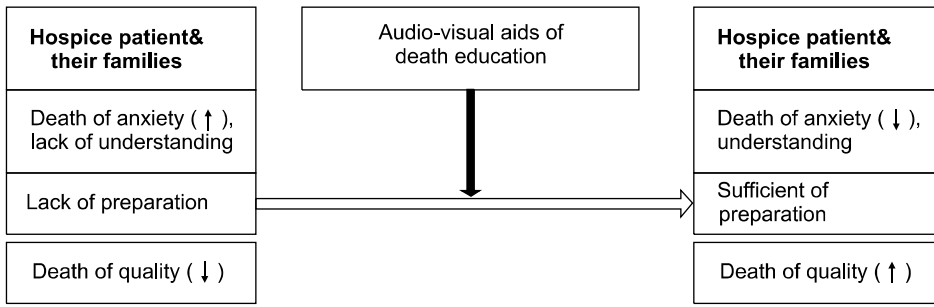 Hospice patient&
their families
Death of anxiety ( ↑ ),
lack of understanding
Lack of preparation
Death of quality ( ↓ )
Audio-visual aids of
death education
Hospice patient&
their families
Death of anxiety ( ↓ ),
understanding
Sufficient of
preparation
Death of quality ( ↑ )